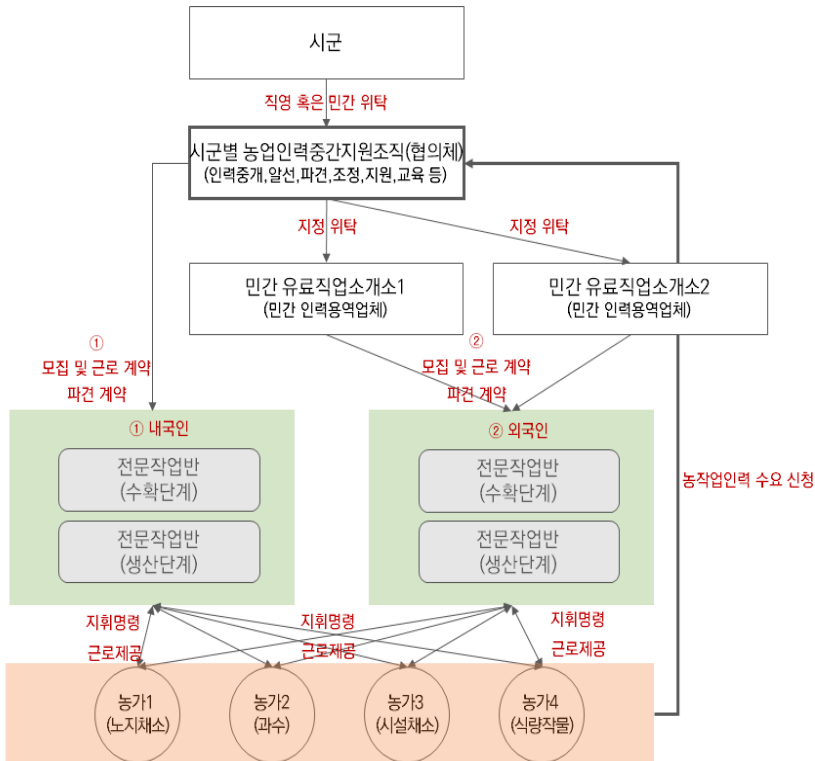 시군
직영 혹은 민간 위탁
시군별 농업인력중간지원조직(협의체)
(인력중개,알선,파견,조정,지원,교육 등)
지정 위탁
지정 위탁
민간 유료직업소개소1
(민간 인력용역업체)
민간 유료직업소개소2
(민간 인력용역업체)
①
모집 및 근로 계약
파견 계약
②
모집 및 근로 계약
파견 계약
① 내국인
전문작업반
(수확단계)
전문작업반
(생산단계)
② 외국인
전문작업반
(수확단계)
전문작업반
(생산단계)
농작업인력 수요 신청
지휘명령
근로제공
지휘명령
근로제공
지휘명령
근로제공
농가1
(노지채소)
농가2
(과수)
농가3
(시설채소)
농가4
(식량작물)